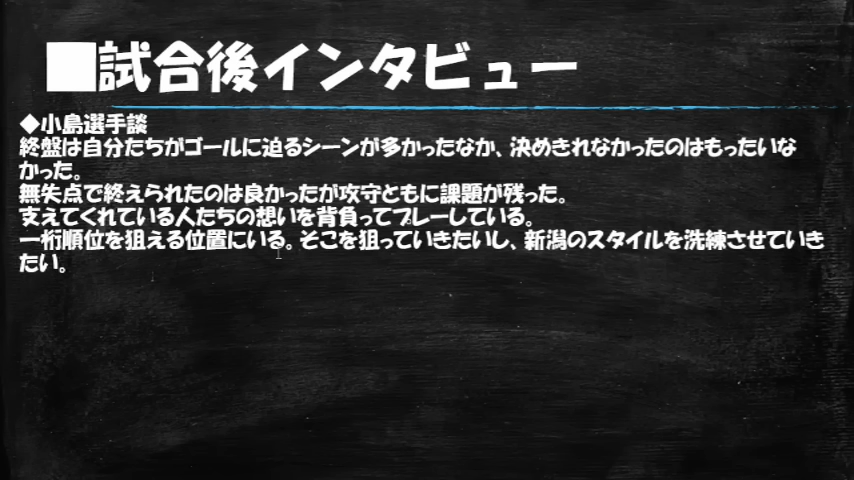 ■試合後インタビュー
◆小島選手談
終盤は自分たちがゴールに迫るシーンが多かったなか、決めきれなかったのはもったいな
かった。
無失点で終えられたのは良かったが攻守ともに課題が残った。
支えてくれている人たちの想いを背負ってプレーしている。
一桁順位を狙える位置にいる。そこを狙っていきたいし、新潟のスタイルを洗練させていき
たい。